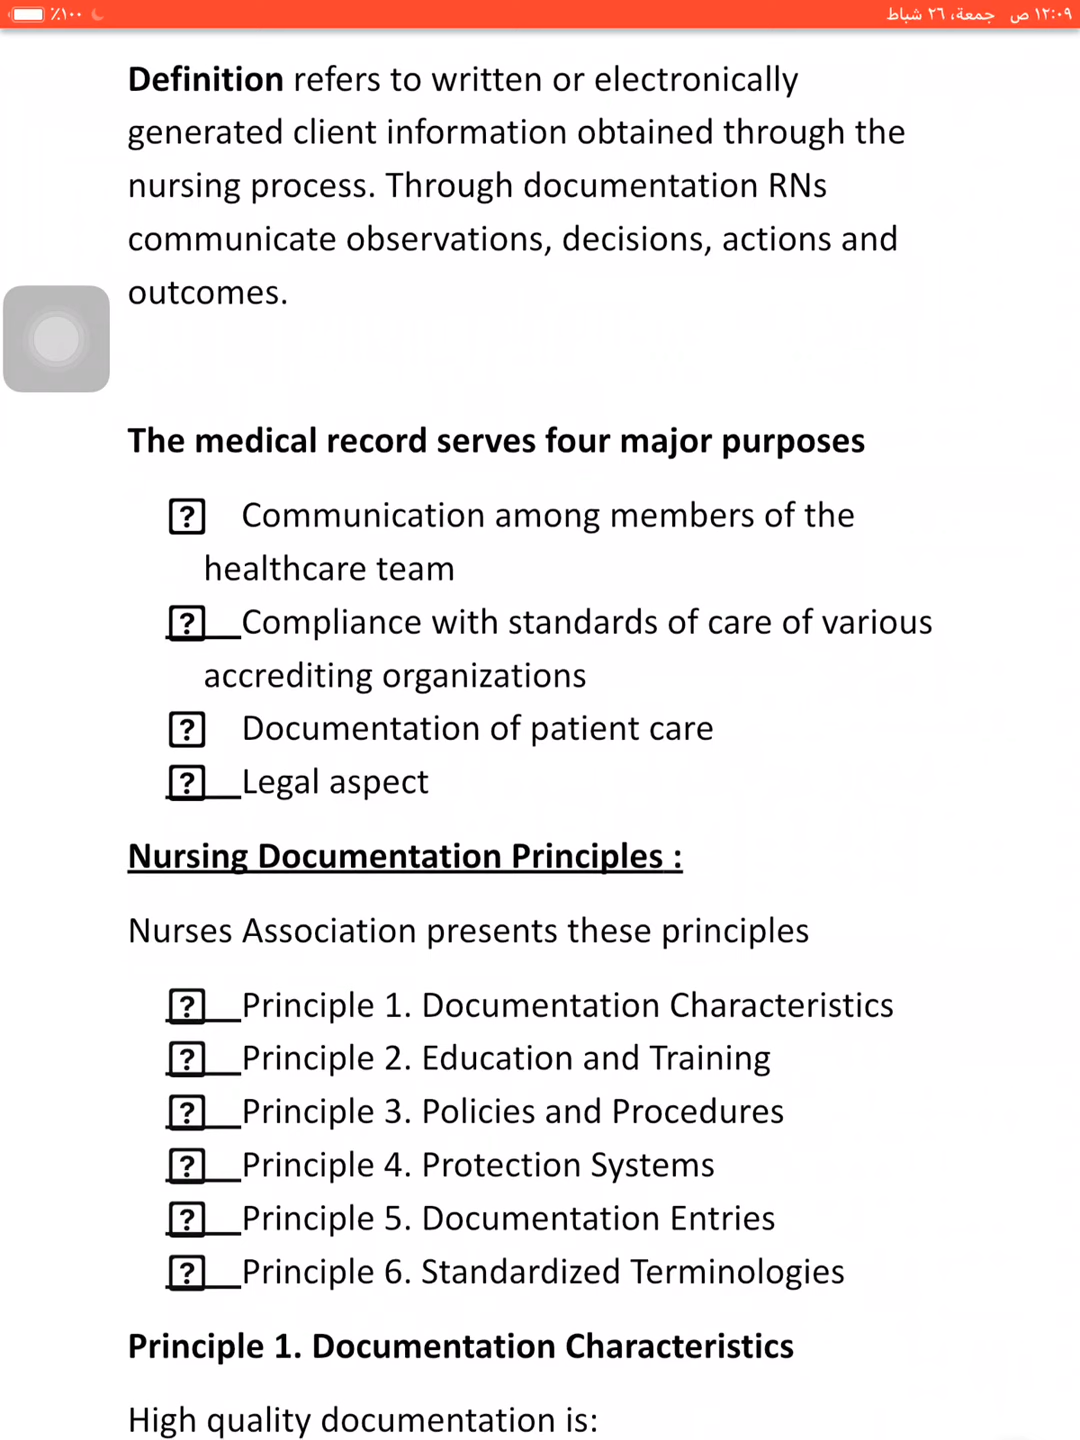 ٪١٠٠ جمعة، ٢٦ شباط ١٢:٠٩ ص
Definition refers to written or electronically
generated client information obtained through the
nursing process. Through documentation RNs
communicate observations, decisions, actions and
outcomes.
The medical record serves four major purposes
? Communication among members of the
healthcare team
? Compliance with standards of care of various
accrediting organizations
? Documentation of patient care
? Legal aspect
Nursing Documentation Principles :
Nurses Association presents these principles
? Principle 1. Documentation Characteristics
? Principle 2. Education and Training
? Principle 3. Policies and Procedures
? Principle 4. Protection Systems
? Principle 5. Documentation Entries
? Principle 6. Standardized Terminologies
Principle 1. Documentation Characteristics
High quality documentation is: